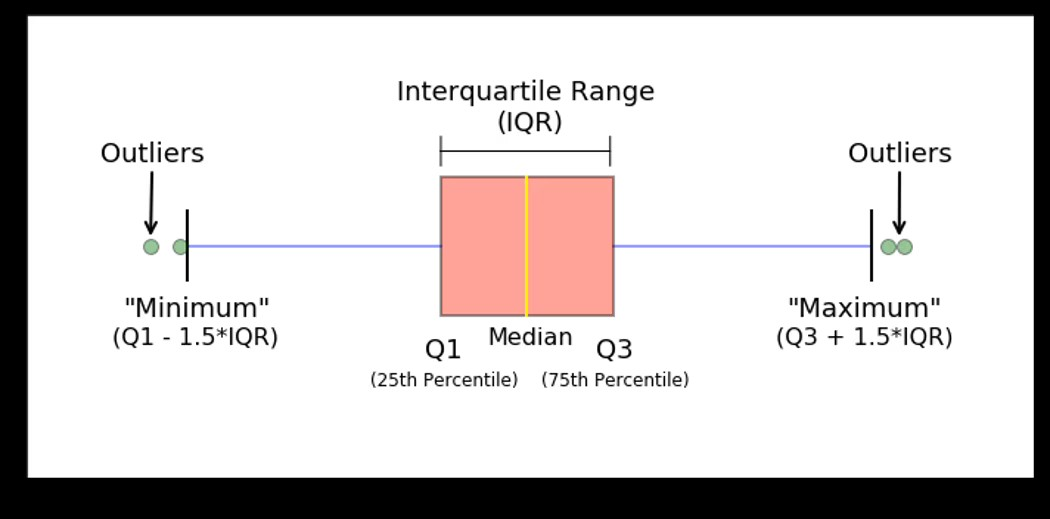 Interquartile Range
(IQR)
Outliers
Outliers
"Minimum"
(Q1 - 1.5*IQR)
"Maximum"
(Q3 + 1.5*IQR)
Median
Q1
Q3
(25th Percentile)
(75th Percentile)